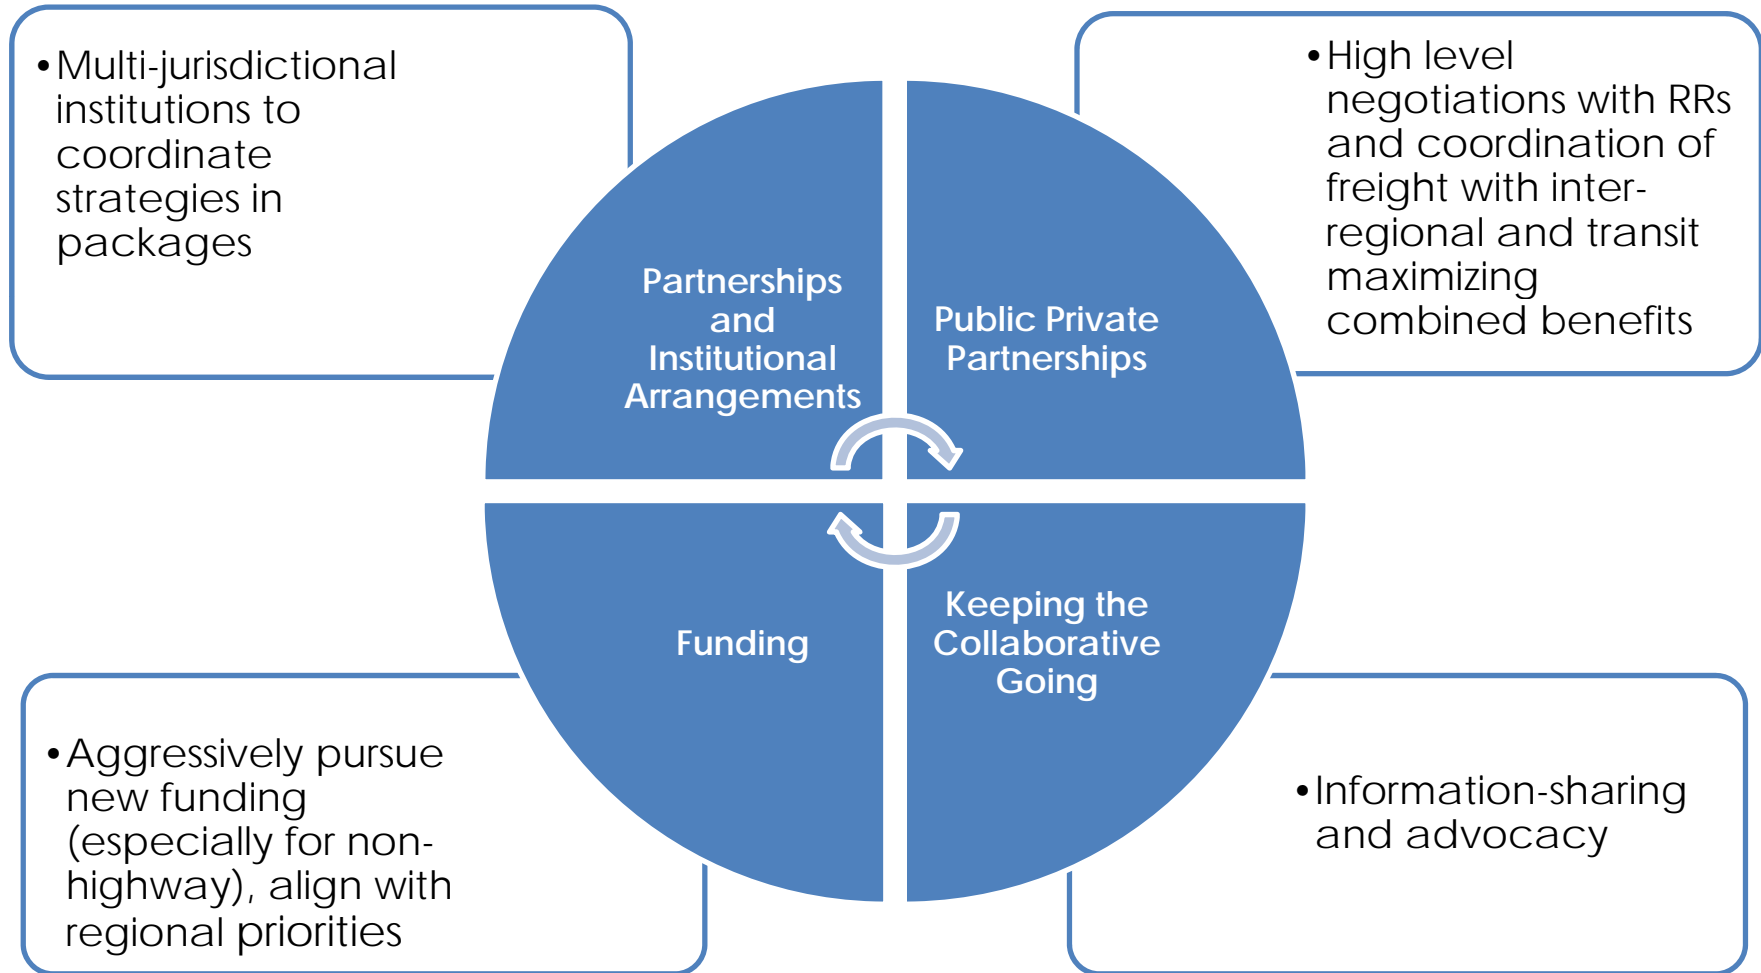 •Multi-jurisdictional
institutions to
coordinate
strategies in
packages
•High level
negotiations with RRs
and coordination of
freight with inter-
regional and transit
maximizing
combined benefits
Partnerships
and
Institutional
Arrangements
Public Private
Partnerships
Funding
Keeping the
Collaborative
Going
•Aggressively pursue
new funding
(especially for non-
highway), align with
regional priorities
•Information-sharing
and advocacy